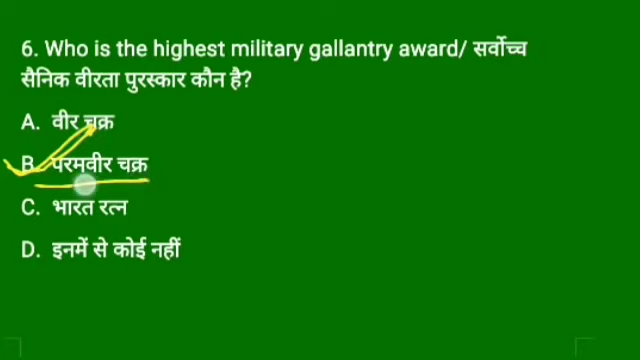 6. Who is the highest military gallantry award/ सर्वोच्च
सैनिक वीरता पुरस्कार कौन है?
A. वीर चक्र
B. परमवीर चक्र
C. भारत रत्न
D. इनमें से कोई नहीं